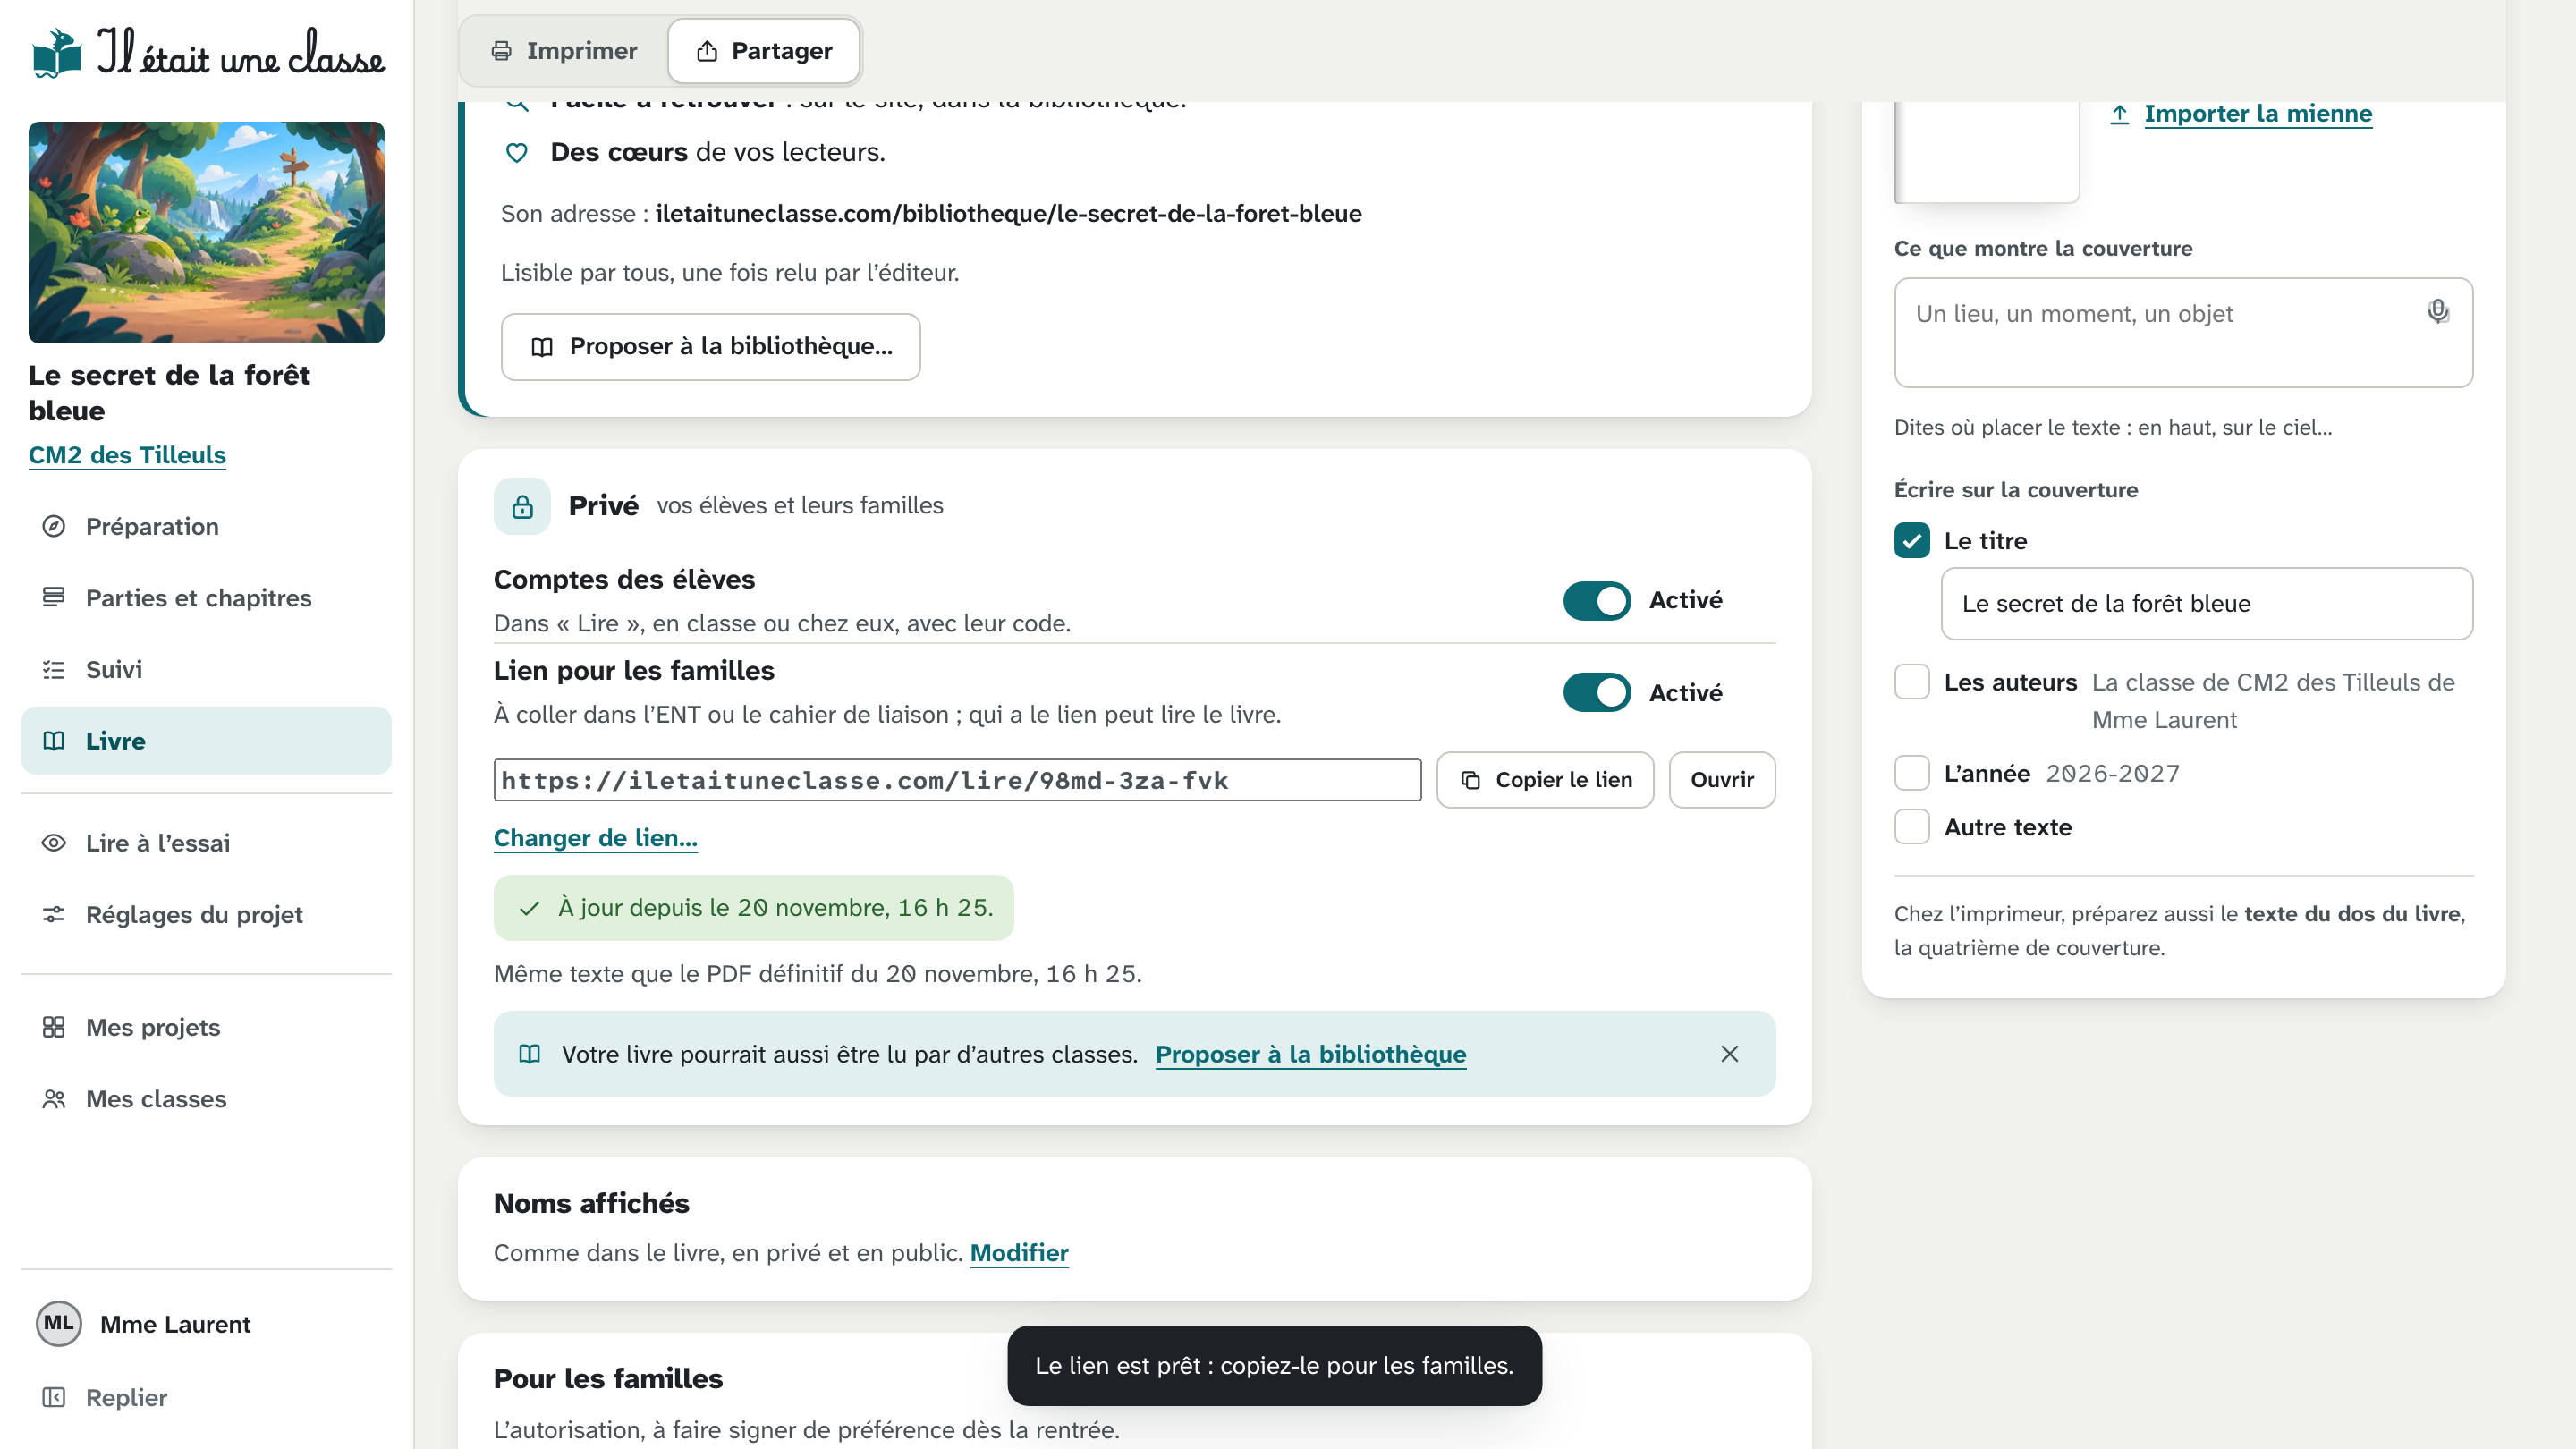 Il était une classe
Le secret de la forêt
bleue
CM2 des Tilleuls
Préparation
Parties et chapitres
Suivi
Livre
Lire à l’essai
Réglages du projet
Mes projets
Mes classes
ML Mme Laurent
Replier
Imprimer
Partager
Facile à retrouver : sur le site, dans la bibliothèque.
Des cœurs de vos lecteurs.
Son adresse : iletaituneclasse.com/bibliotheque/le-secret-de-la-foret-bleue
Lisible par tous, une fois relu par l’éditeur.
Proposer à la bibliothèque...
Privé vos élèves et leurs familles
Comptes des élèves
Dans « Lire », en classe ou chez eux, avec leur code.
Activé
Lien pour les familles
À coller dans l’ENT ou le cahier de liaison ; qui a le lien peut lire le livre.
Activé
https://iletaituneclasse.com/lire/98md-3za-fvk
Copier le lien
Ouvrir
Changer de lien...
À jour depuis le 20 novembre, 16 h 25.
Même texte que le PDF définitif du 20 novembre, 16 h 25.
Votre livre pourrait aussi être lu par d’autres classes. Proposer à la bibliothèque
Noms affichés
Comme dans le livre, en privé et en public. Modifier
Pour les familles
L’autorisation, à faire signer de préférence dès la rentrée.
Le lien est prêt : copiez-le pour les familles.
Importer la mienne
Ce que montre la couverture
Un lieu, un moment, un objet
Dites où placer le texte : en haut, sur le ciel...
Écrire sur la couverture
Le titre
Le secret de la forêt bleue
Les auteurs La classe de CM2 des Tilleuls de
Mme Laurent
L’année 2026-2027
Autre texte
Chez l’imprimeur, préparez aussi le texte du dos du livre,
la quatrième de couverture.